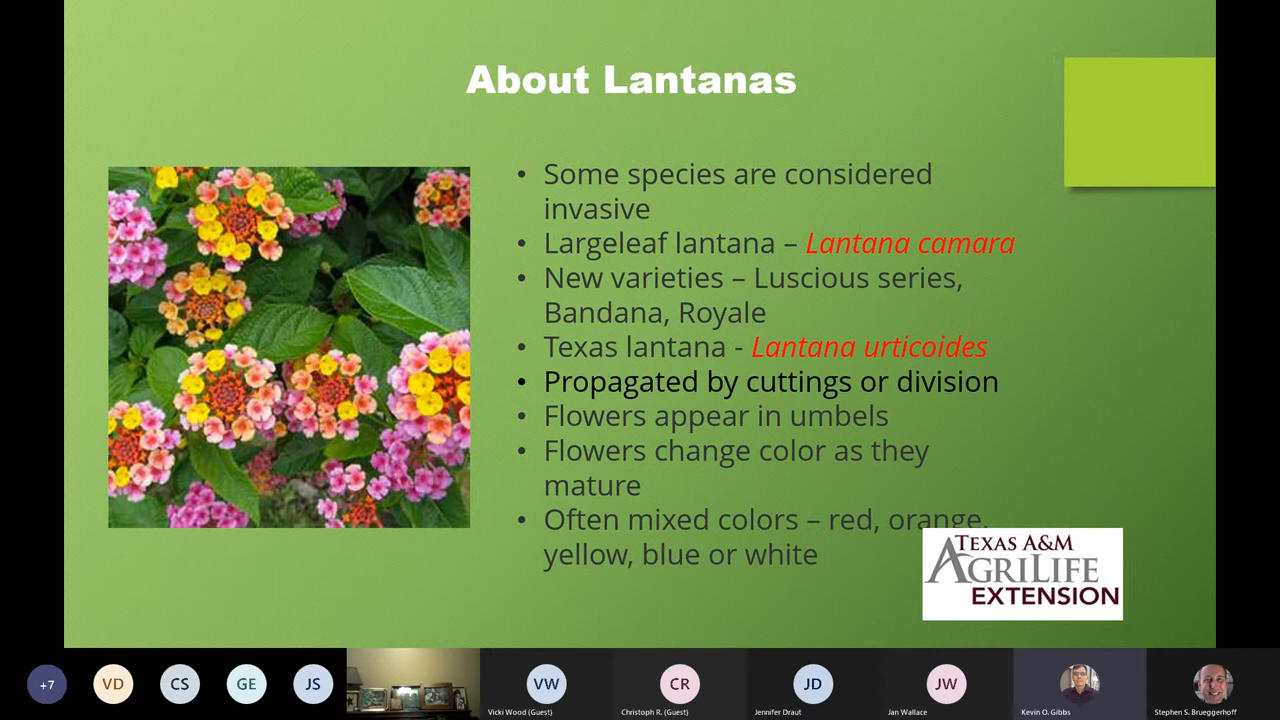 About Lantanas
• Some species are considered
invasive
• Largeleaf lantana – Lantana camara
• New varieties – Luscious series,
Bandana, Royale
• Texas lantana - Lantana urticoides
• Propagated by cuttings or division
• Flowers appear in umbels
• Flowers change color as they
mature
• Often mixed colors – red, orange,
yellow, blue or white
TEXAS A&M
AGRILIFE
EXTENSION
+7
VD
CS
GE
JS
VW
CR
JD
JW
Vicki Wood (Guest)
Christoph R. (Guest)
Jennifer Draut
Jan Wallace
Kevin O. Gibbs
Stephen S. Brueggerhoff